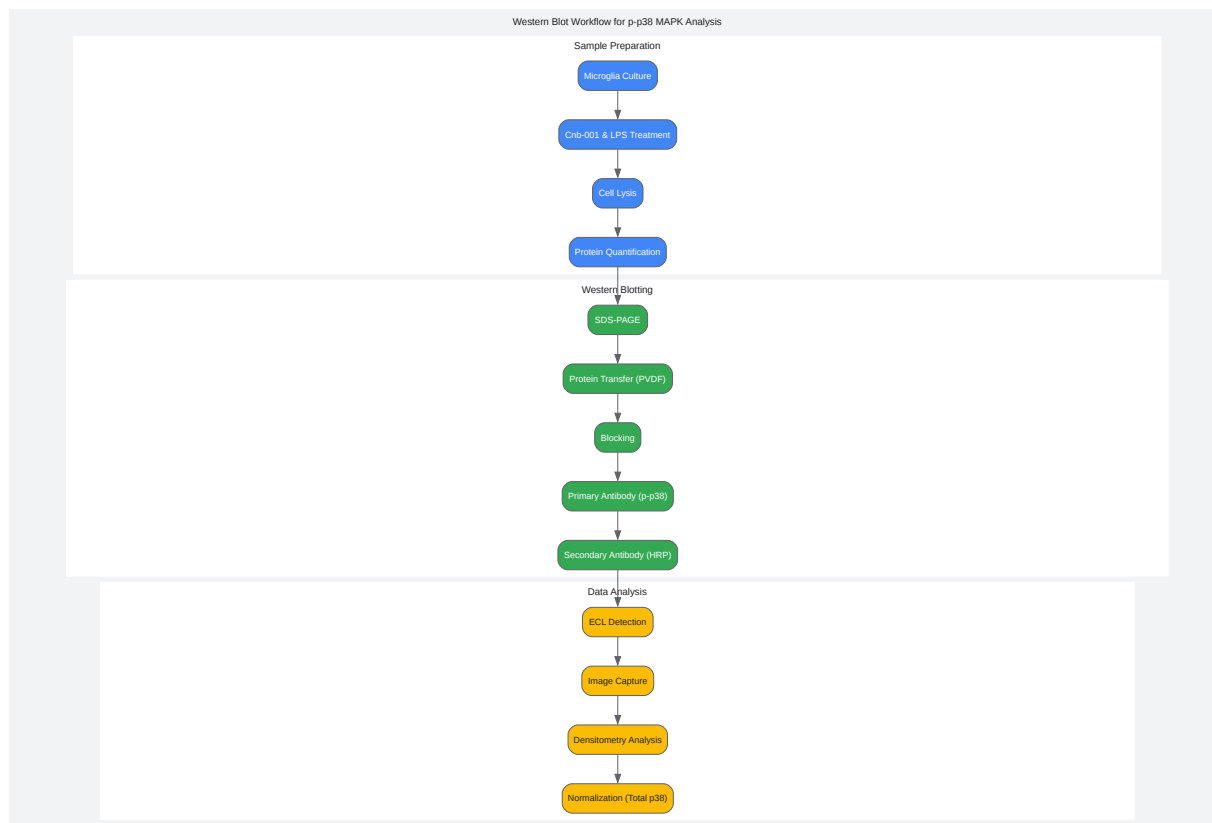 Western Blot Workflow for p-p38 MAPK Analysis
Sample Preparation
Microglia Culture
Cnb-001 & LPS Treatment
Cell Lysis
Protein Quantification
Western Blotting
SDS-PAGE
Protein Transfer (PVDF)
Blocking
Primary Antibody (p-p38)
Secondary Antibody (HRP)
Data Analysis
ECL Detection
Image Capture
Densitometry Analysis
Normalization (Total p38)